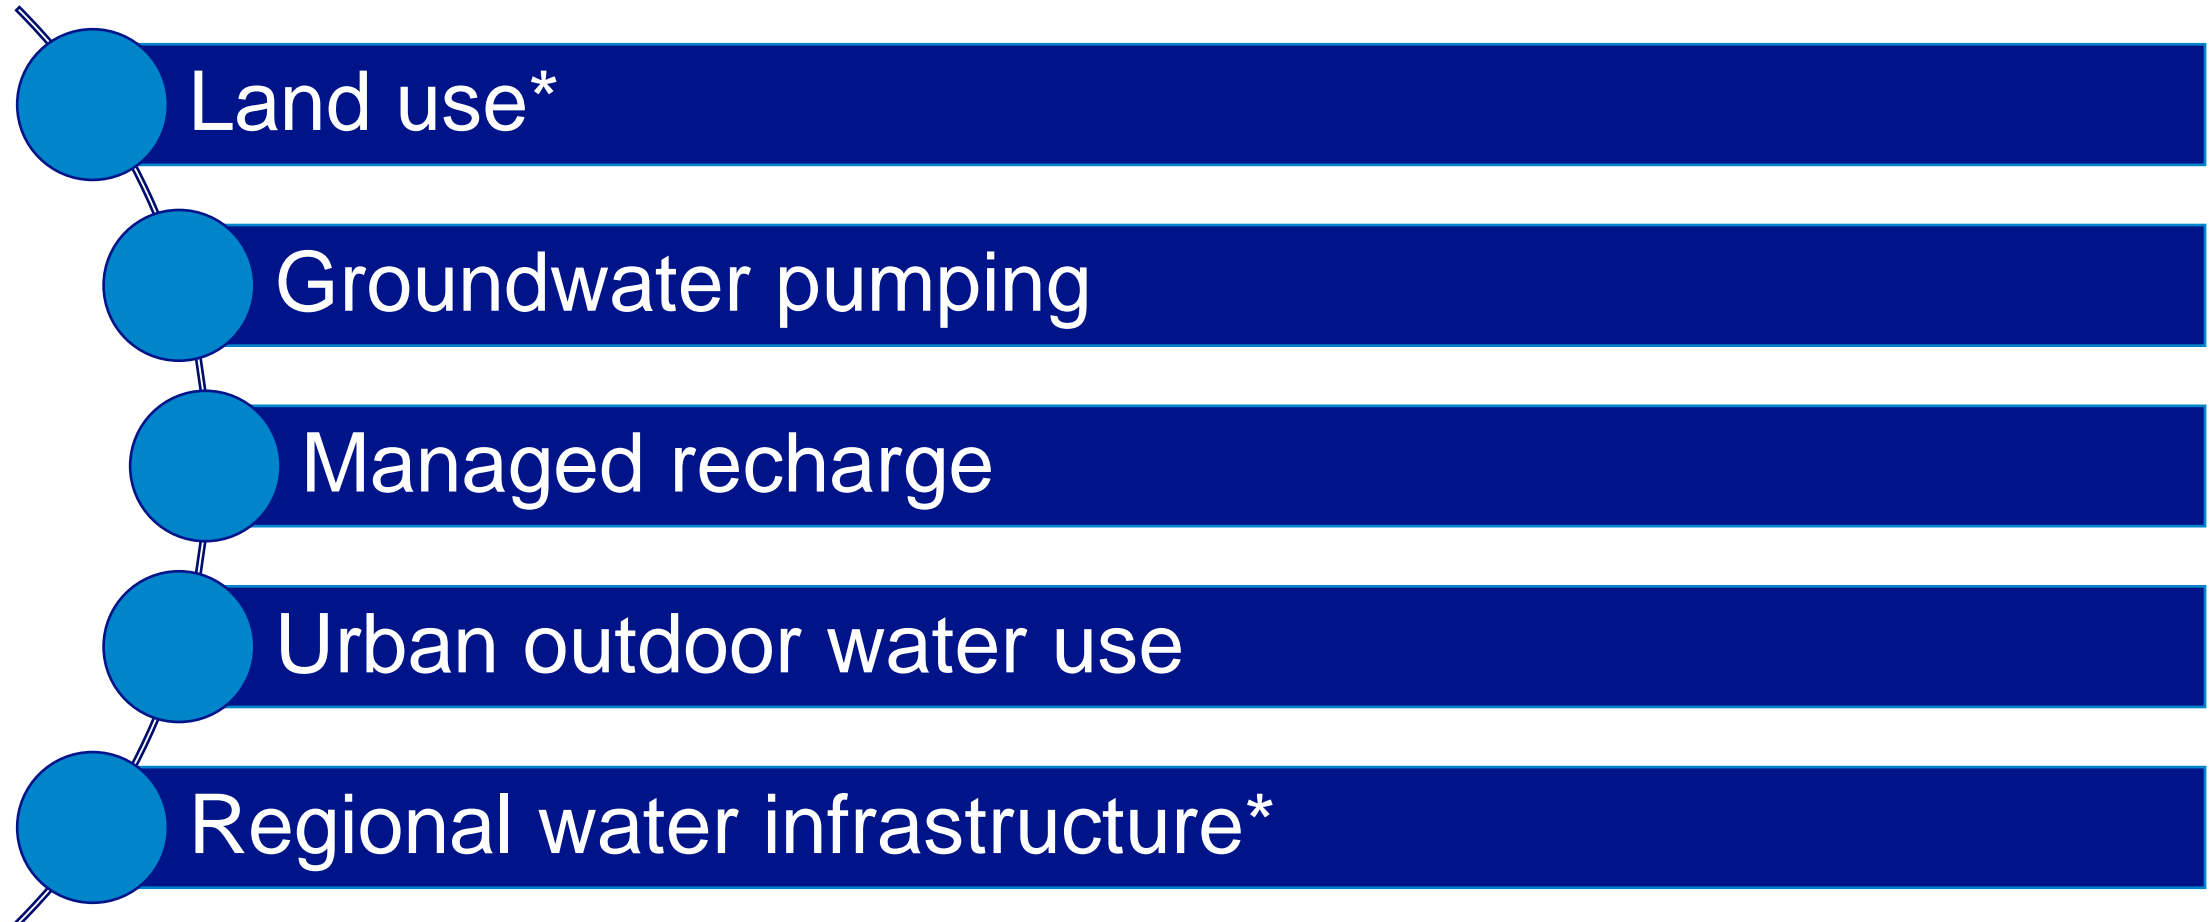 Land use*
Groundwater pumping
Managed recharge
Urban outdoor water use
Regional water infrastructure*